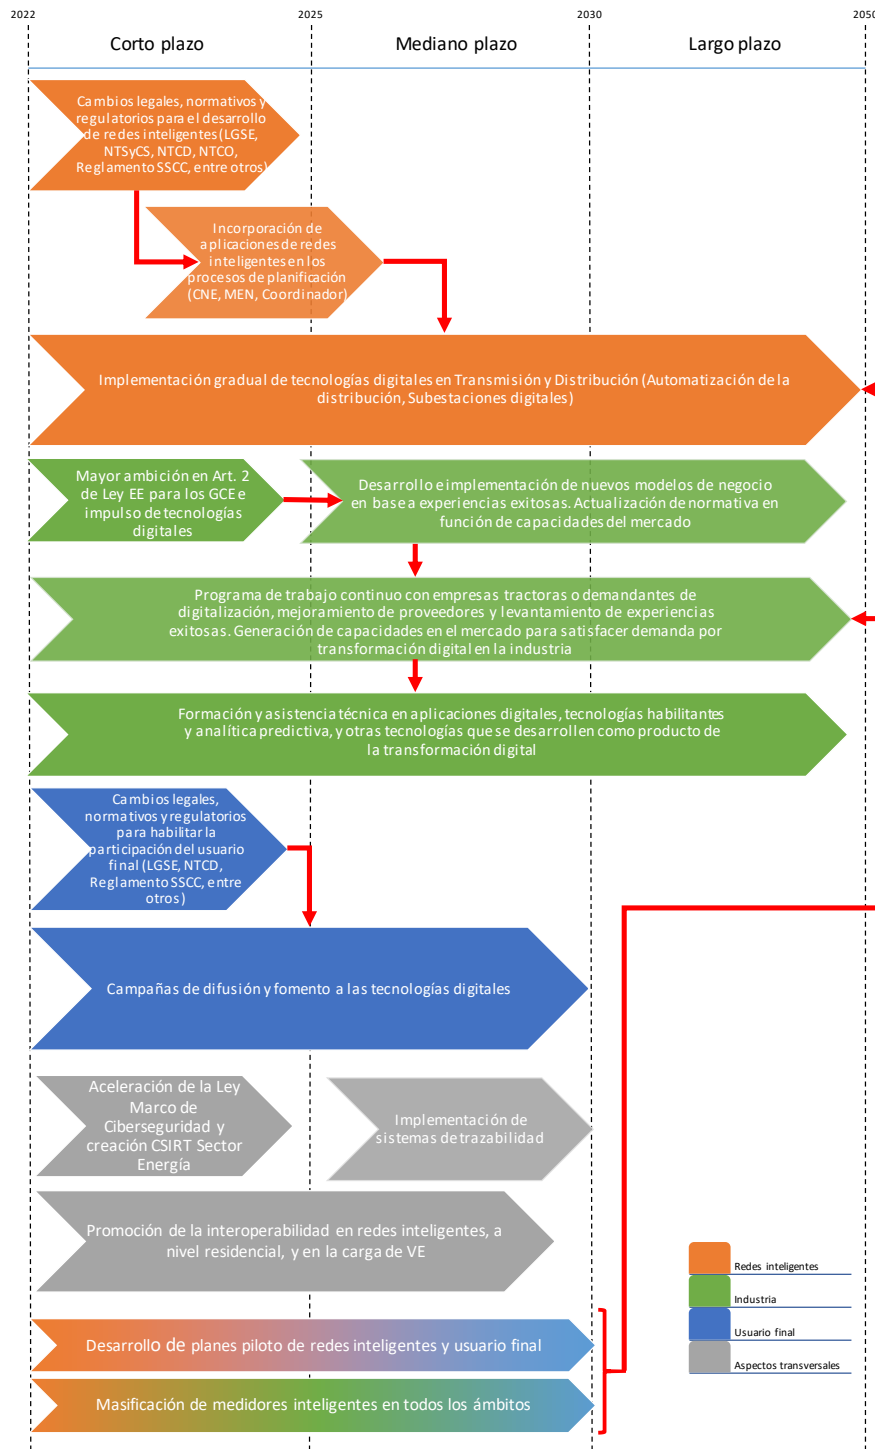 2022
2025
2030
2050
Corto plazo
Mediano plazo
Largo plazo
Cambios legales, normativos y
regulatorios para el desarrollo
de redes inteligentes (LGSE,
NTSyCS, NTCD, NTCO,
Reglamento SSCC, entre otros)
Incorporación de
aplicaciones de redes
inteligentes en los
procesos de planificación
(CNE, MEN, Coordinador)
Implementación gradual de tecnologías digitales en Transmisión y Distribución (Automatización de la
distribución, Subestaciones digitales)
Mayor ambición en Art. 2
de Ley EE para los GCE e
impulso de tecnologías
digitales
Desarrollo e implementación de nuevos modelos de negocio
en base a experiencias exitosas. Actualización de normativa en
función de capacidades del mercado
Programa de trabajo continuo con empresas tractoras o demandantes de
digitalización, mejoramiento de proveedores y levantamiento de experiencias
exitosas. Generación de capacidades en el mercado para satisfacer demanda por
transformación digital en la industria
Formación y asistencia técnica en aplicaciones digitales, tecnologías habilitantes
y analítica predictiva, y otras tecnologías que se desarrollen como producto de
la transformación digital
Cambios legales,
normativos y regulatorios
para habilitar la
participación del usuario
final (LGSE, NTCD,
Reglamento SSCC, entre
otros)
Campañas de difusión y fomento a las tecnologías digitales
Aceleración de la Ley
Marco de
Ciberseguridad y
creación CSIRT Sector
Energía
Implementación de
sistemas de trazabilidad
Promoción de la interoperabilidad en redes inteligentes, a
nivel residencial, y en la carga de VE
Desarrollo de planes piloto de redes inteligentes y usuario final
Masificación de medidores inteligentes en todos los ámbitos
Redes inteligentes
Industria
Usuario final
Aspectos transversales